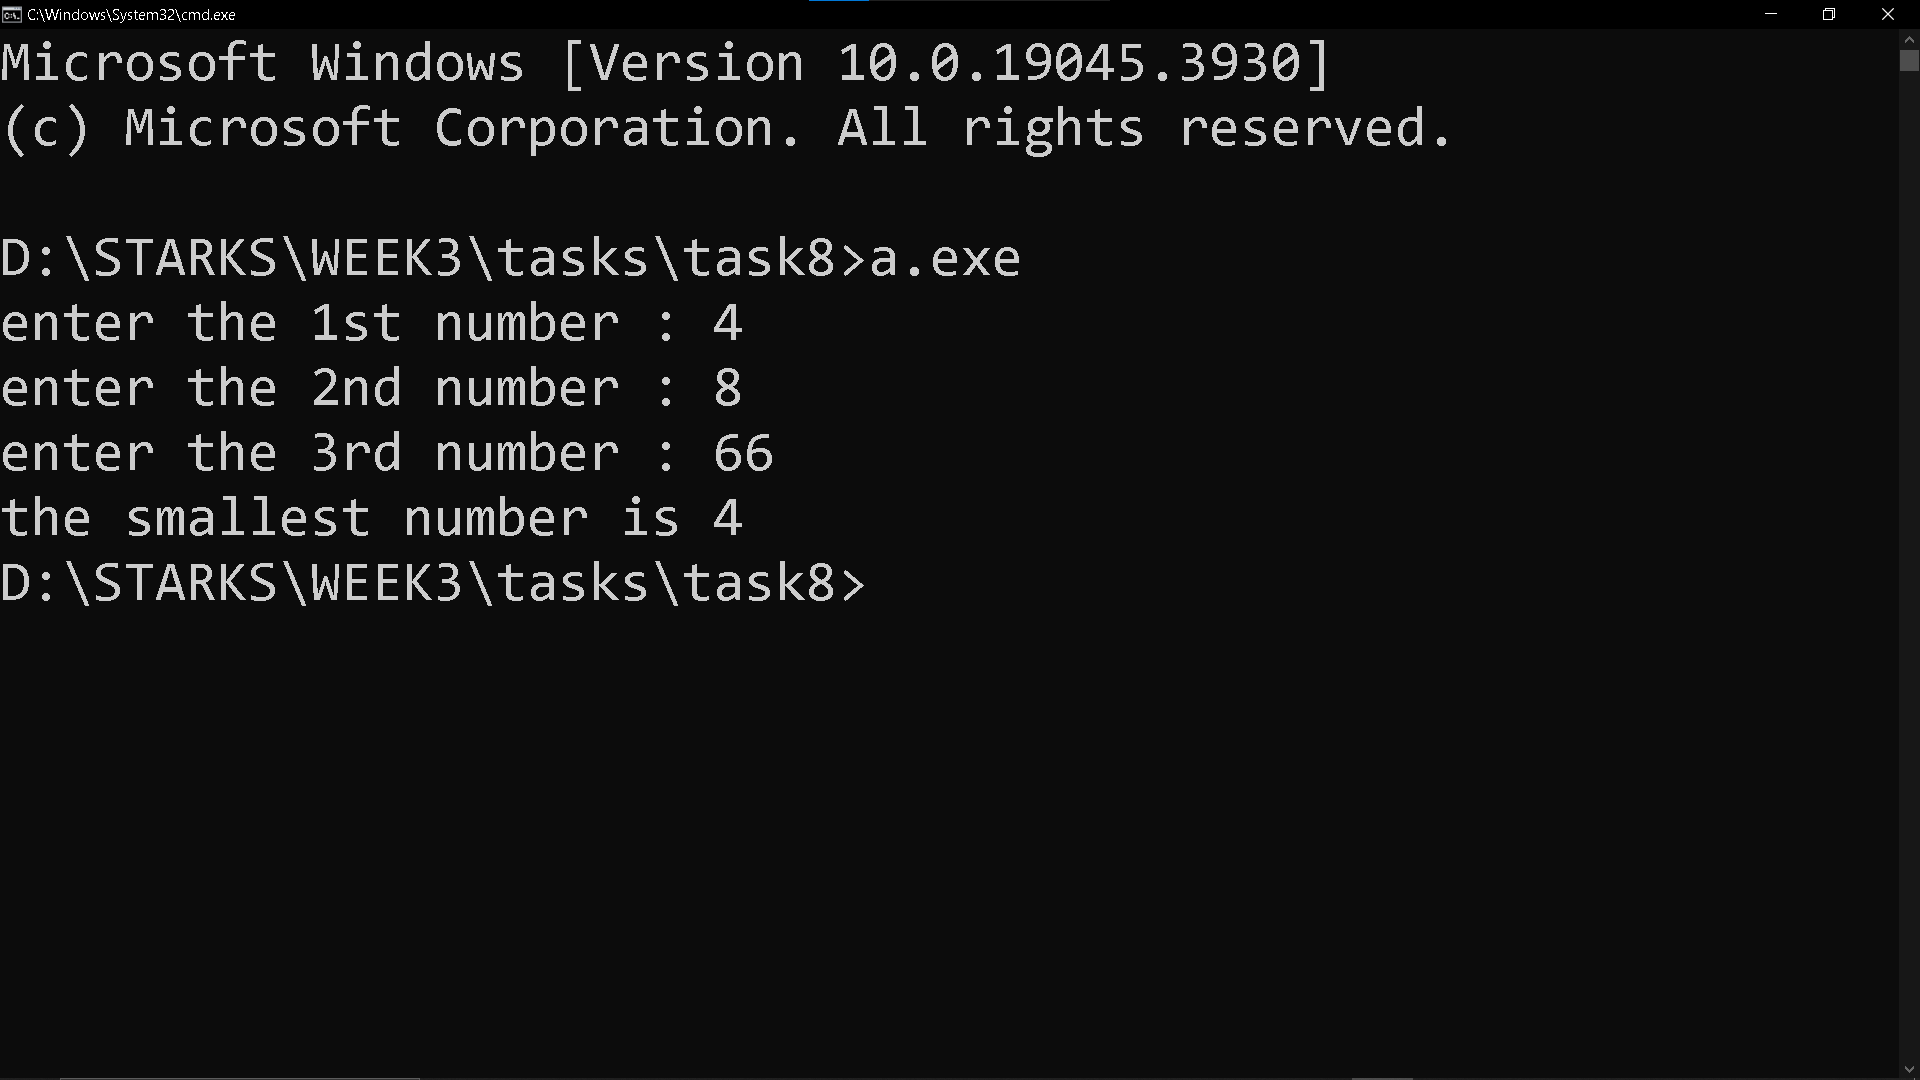 C:\Windows\System32\cmd.exe
Microsoft Windows [Version 10.0.19045.3930]
(c) Microsoft Corporation. All rights reserved.
D:\STARKS\WEEK3\tasks\task8>a.exe
enter the 1st number : 4
enter the 2nd number : 8
enter the 3rd number : 66
the smallest number is 4
D:\STARKS\WEEK3\tasks\task8>